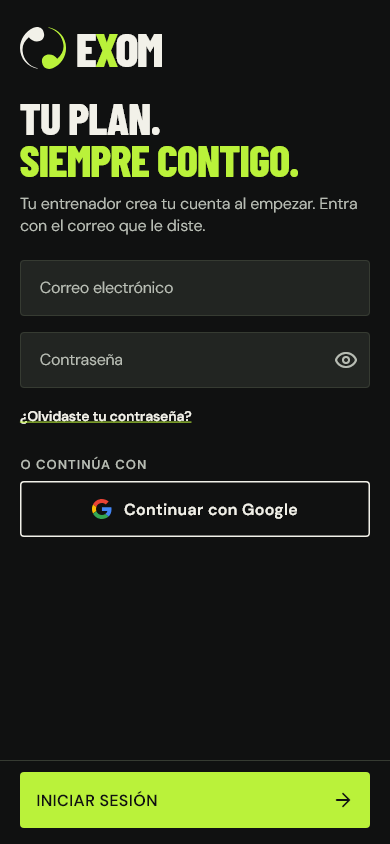 EXOM
TU PLAN.
SIEMPRE CONTIGO.
Tu entrenador crea tu cuenta al empezar. Entra
con el correo que le diste.
Correo electrónico
Contraseña
¿Olvidaste tu contraseña?
O CONTINÚA CON
Continuar con Google
INICIAR SESIÓN